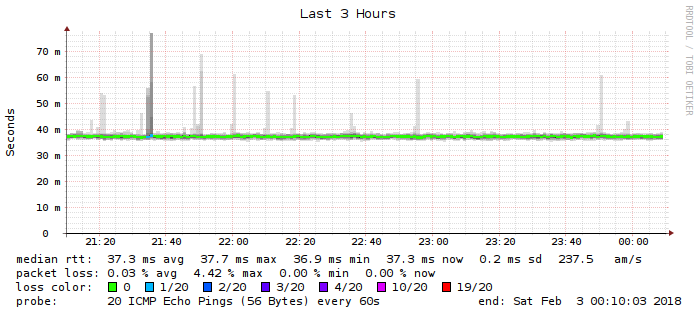 Last 3 Hours
RRDTOOL / TOBI OETIKER
Seconds
70 m
60 m
50 m
40 m
30 m
20 m
10 m
0
21:20 21:40 22:00 22:20 22:40 23:00 23:20 23:40 00:00
median rtt: 37.3 ms avg 37.7 ms max 36.9 ms min 37.3 ms now 0.2 ms sd 237.5 am/s
packet loss: 0.03 % avg 4.42 % max 0.00 % min 0.00 % now
loss color: 0 1/20 2/20 3/20 4/20 10/20 19/20
probe: 20 ICMP Echo Pings (56 Bytes) every 60s end: Sat Feb 3 00:10:03 2018